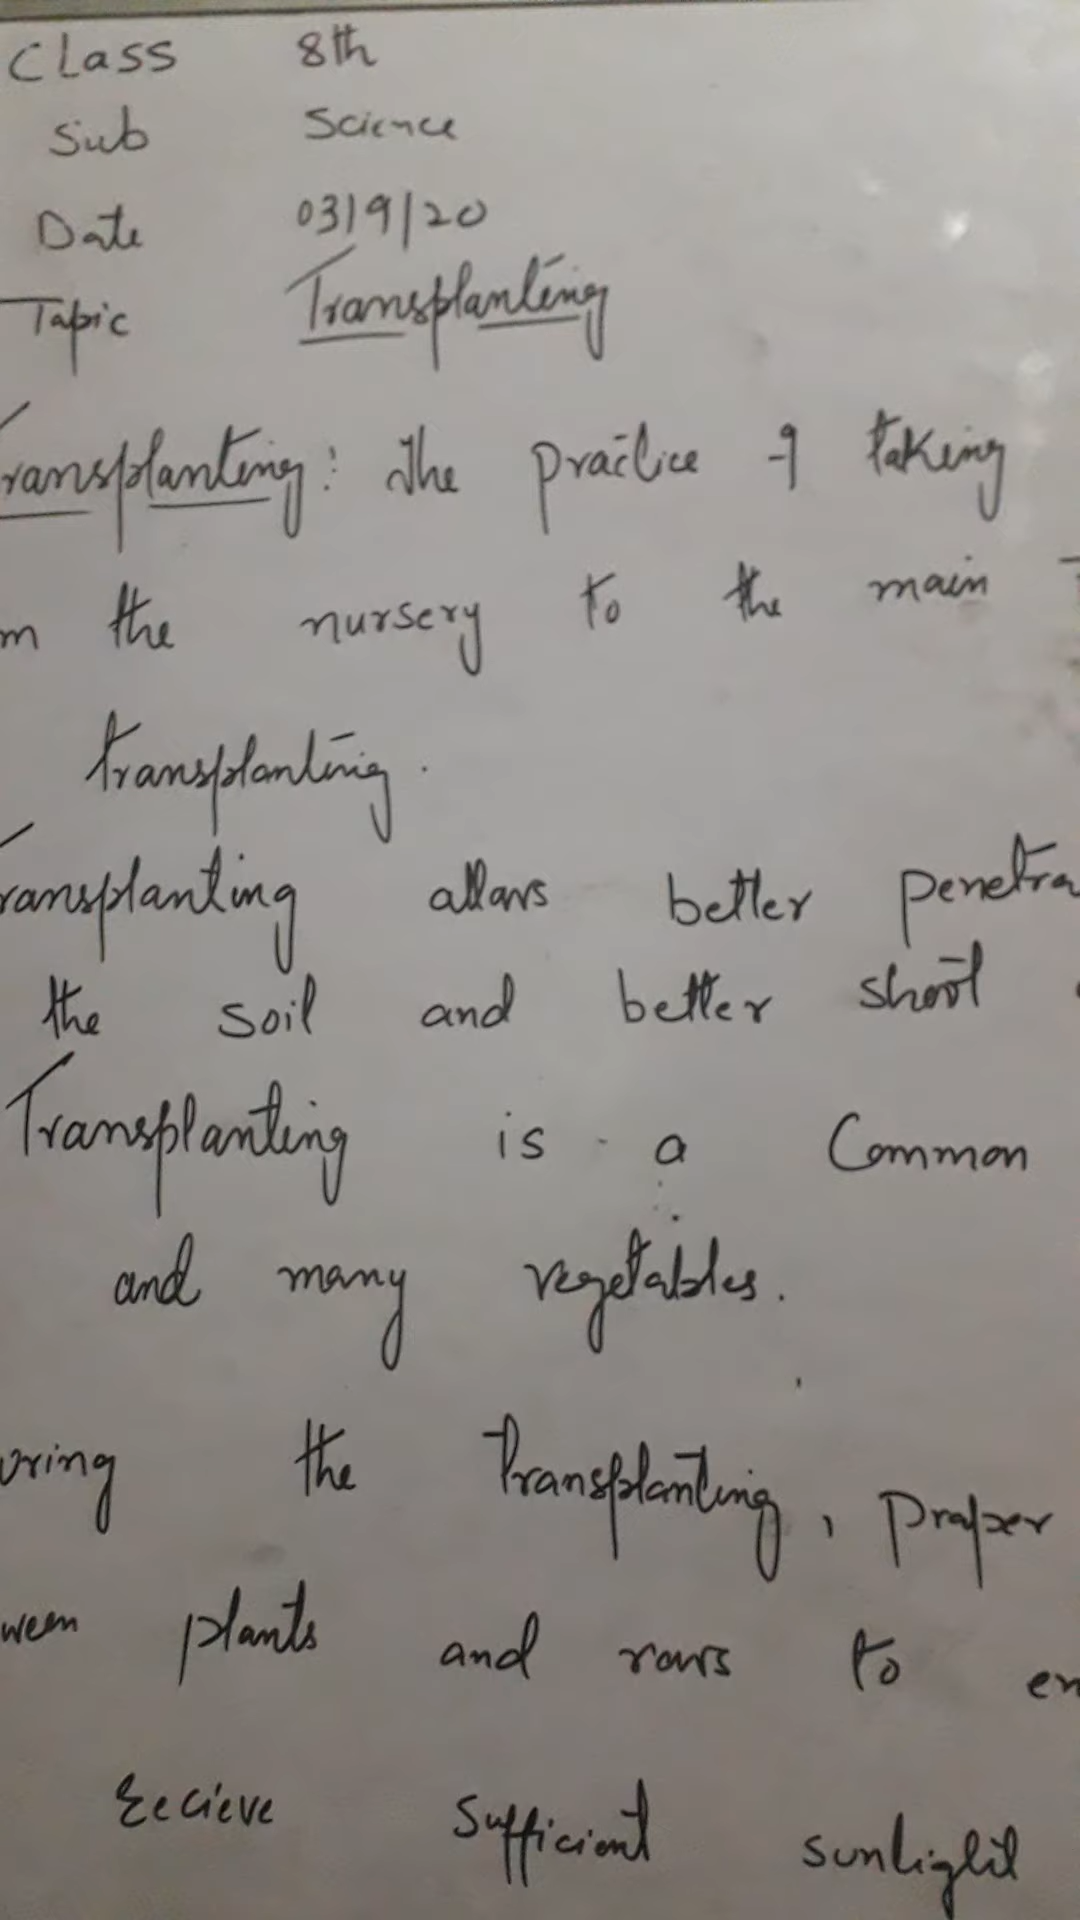 Class 8th
Sub Science
Date 03/9/20
Topic Transplanting
ransplanting: The practice of taking
m the nursery to the main
transplanting.
ransplanting allows better penetra
the soil and better shoot
Transplanting is a Common
and many vegetables.
uring the transplanting, proper
ween plants and rows to en
recieve sufficient sunlight